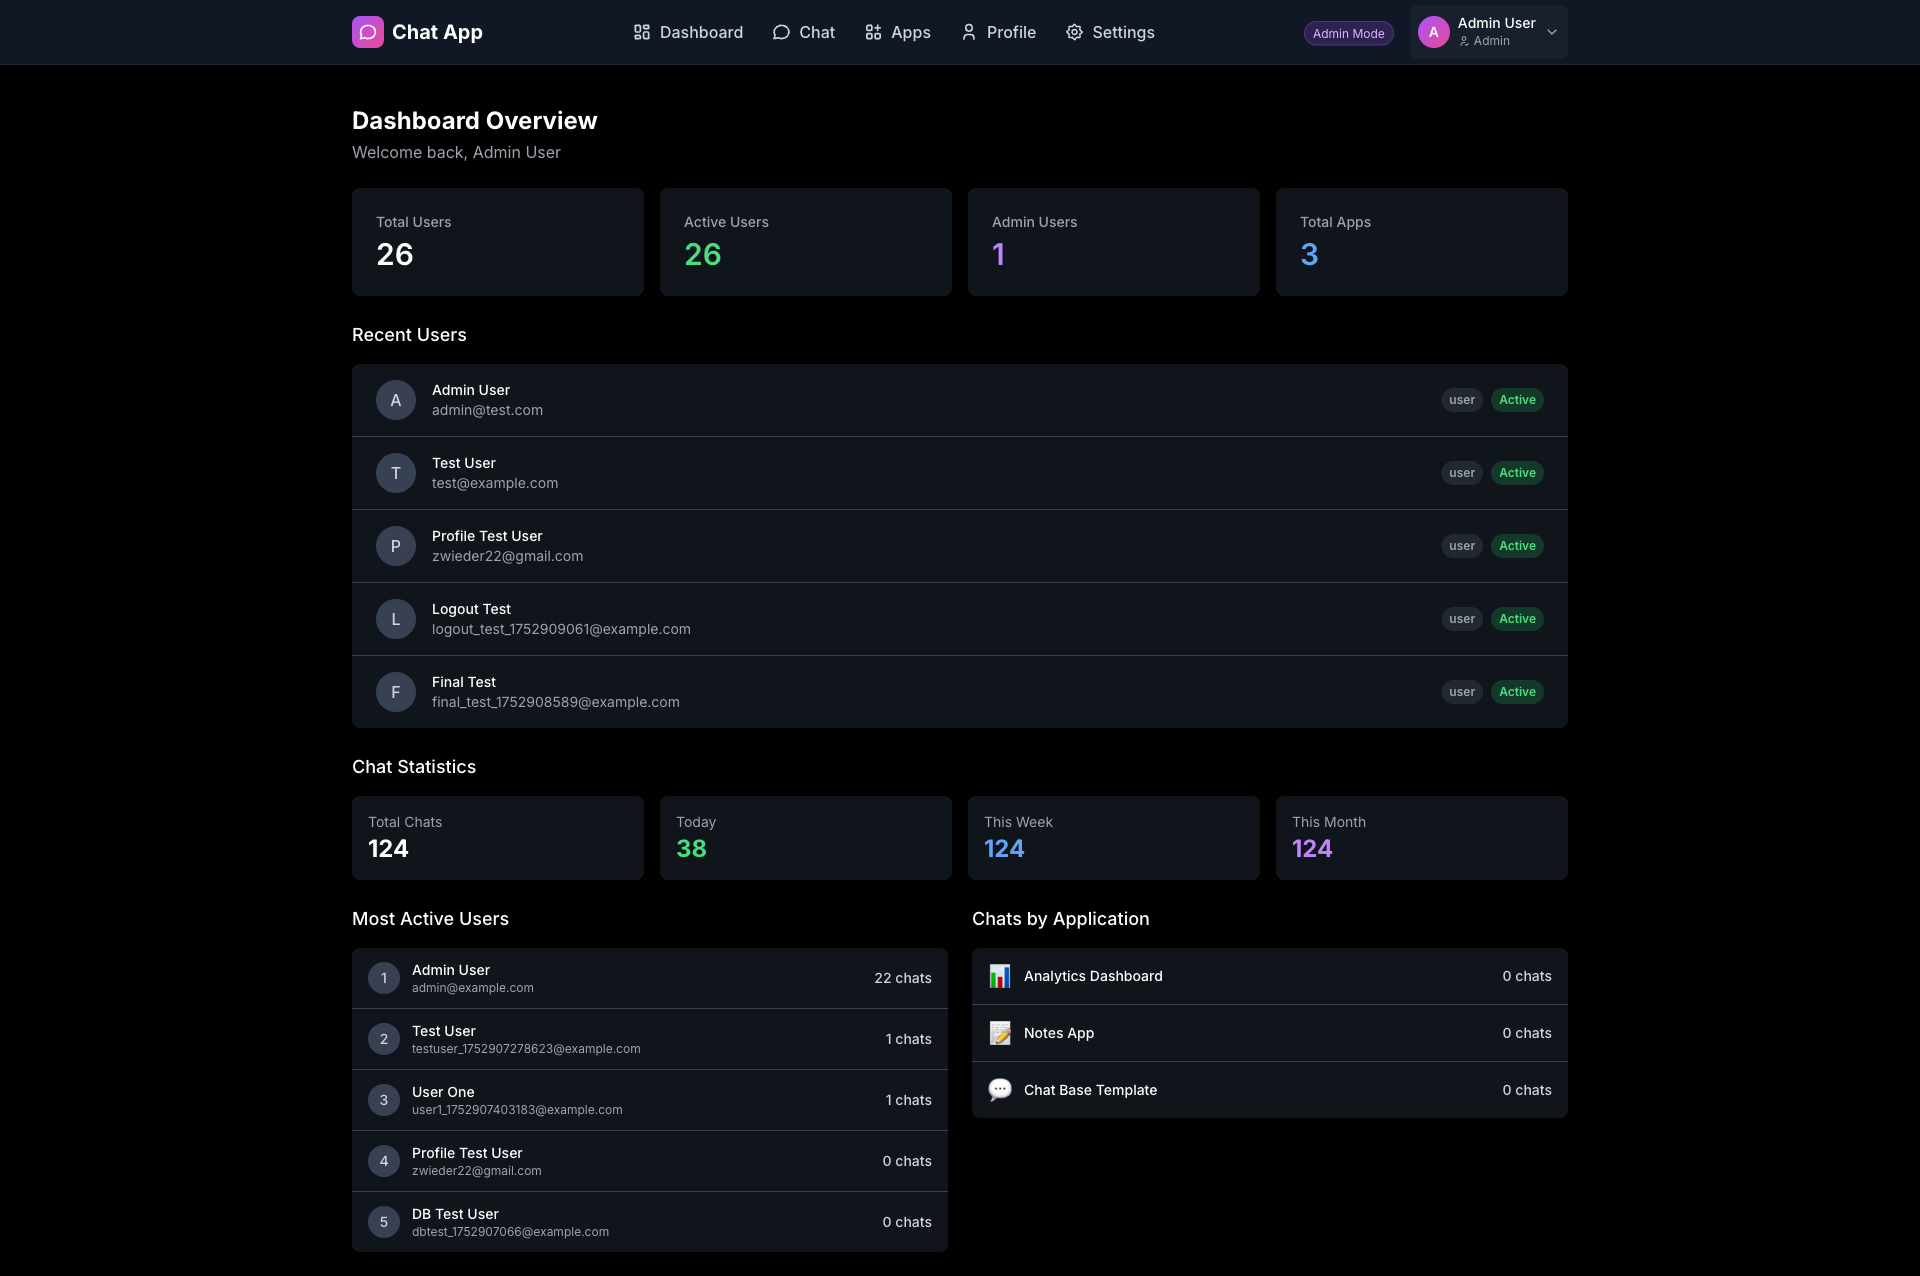 Chat App
Dashboard
Chat
Apps
Profile
Settings
Admin Mode
A
Admin User
Admin
Dashboard Overview
Welcome back, Admin User
Total Users
26
Active Users
26
Admin Users
1
Total Apps
3
Recent Users
A
Admin User
admin@test.com
user
Active
T
Test User
test@example.com
user
Active
P
Profile Test User
zwieder22@gmail.com
user
Active
L
Logout Test
logout_test_1752909061@example.com
user
Active
F
Final Test
final_test_1752908589@example.com
user
Active
Chat Statistics
Total Chats
124
Today
38
This Week
124
This Month
124
Most Active Users
1
Admin User
admin@example.com
22 chats
2
Test User
testuser_1752907278623@example.com
1 chats
3
User One
user1_1752907403183@example.com
1 chats
4
Profile Test User
zwieder22@gmail.com
0 chats
5
DB Test User
dbtest_1752907066@example.com
0 chats
Chats by Application
Analytics Dashboard
0 chats
Notes App
0 chats
Chat Base Template
0 chats